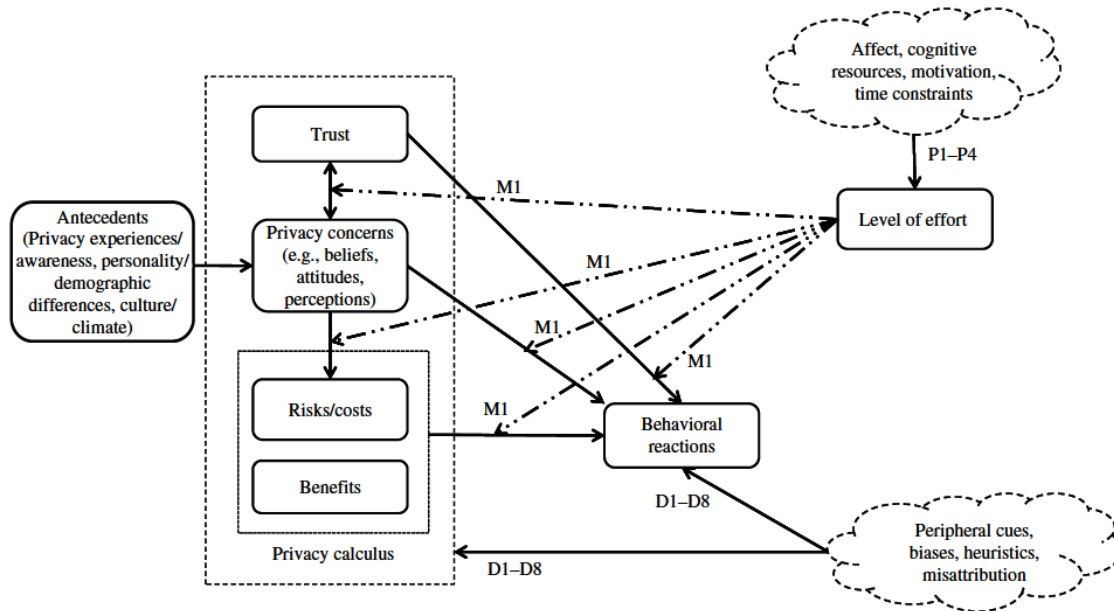 Affect, cognitive
resources, motivation,
time constraints
P1–P4
Level of effort
Trust
M1
Antecedents
(Privacy experiences/
awareness, personality/
demographic
differences, culture/
climate)
Privacy concerns
(e.g., beliefs,
attitudes,
perceptions)
M1
M1
M1
M1
Risks/costs
Benefits
Privacy calculus
Behavioral
reactions
D1–D8
D1–D8
Peripheral cues,
biases, heuristics,
misattribution